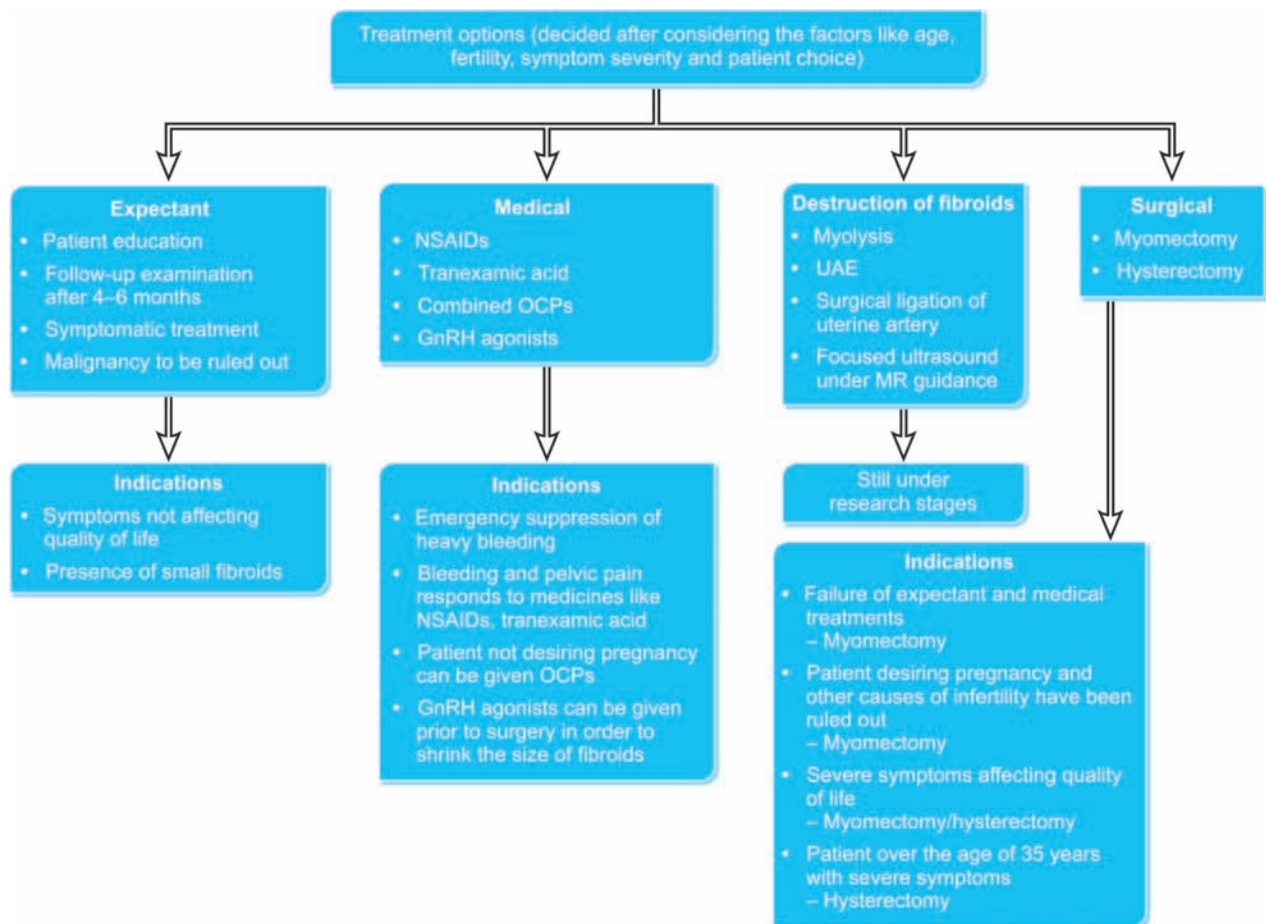 Treatment options (decided after considering the factors like age,
fertility, symptom severity and patient choice)
Expectant
• Patient education
• Follow-up examination
after 4–6 months
• Symptomatic treatment
• Malignancy to be ruled out
Medical
• NSAIDs
• Tranexamic acid
• Combined OCPs
• GnRH agonists
Destruction of fibroids
• Myolysis
• UAE
• Surgical ligation of
uterine artery
• Focused ultrasound
under MR guidance
Surgical
• Myomectomy
• Hysterectomy
Indications
• Symptoms not affecting
quality of life
• Presence of small fibroids
Indications
• Emergency suppression of
heavy bleeding
• Bleeding and pelvic pain
responds to medicines like
NSAIDs, tranexamic acid
• Patient not desiring pregnancy
can be given OCPs
• GnRH agonists can be given
prior to surgery in order to
shrink the size of fibroids
Still under
research stages
Indications
• Failure of expectant and medical
treatments
– Myomectomy
• Patient desiring pregnancy and
other causes of infertility have been
ruled out
– Myomectomy
• Severe symptoms affecting quality
of life
– Myomectomy/hysterectomy
• Patient over the age of 35 years
with severe symptoms
– Hysterectomy